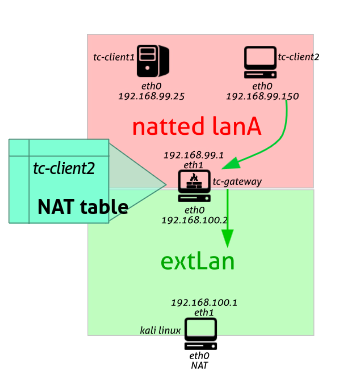 tc-client1
eth0
192.168.99.25
tc-client2
eth0
192.168.99.150
natted lanA
192.168.99.1
eth1
tc-gateway
eth0
192.168.100.2
tc-client2
NAT table
extLan
192.168.100.1
eth1
kali linux
eth0
NAT